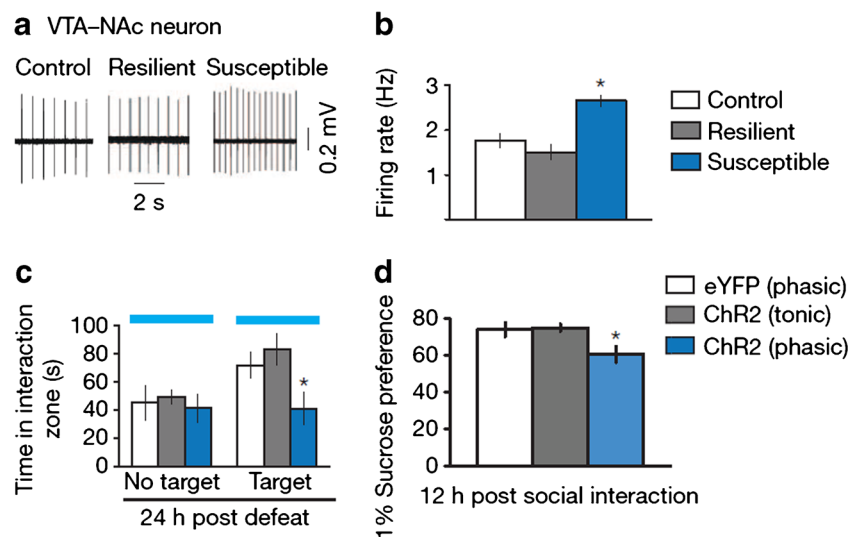 a VTA–NAc neuron
Control Resilient Susceptible
0.2 mV
2 s
b
Firing rate (Hz)
3
2
1
*
Control
Resilient
Susceptible
c
Time in interaction
zone (s)
100
80
60
40
20
0
*
No target Target
24 h post defeat
d
1% Sucrose preference
80
60
40
20
0
*
12 h post social interaction
eYFP (phasic)
ChR2 (tonic)
ChR2 (phasic)